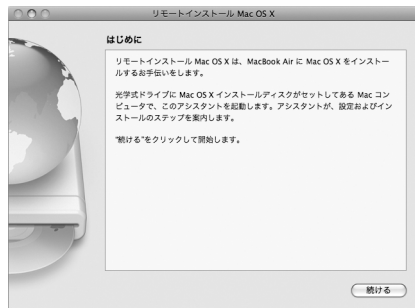 リモートインストール Mac OS X
はじめに
リモートインストール Mac OS X は、MacBook Air に Mac OS X をインストー
ルするお手伝いをします。
光学式ドライブに Mac OS X インストールディスクがセットしてある Mac コン
ピュータで、このアシスタントを起動します。アシスタントが、設定およびイン
ストールのステップを案内します。
“続ける”をクリックして開始します。
続ける